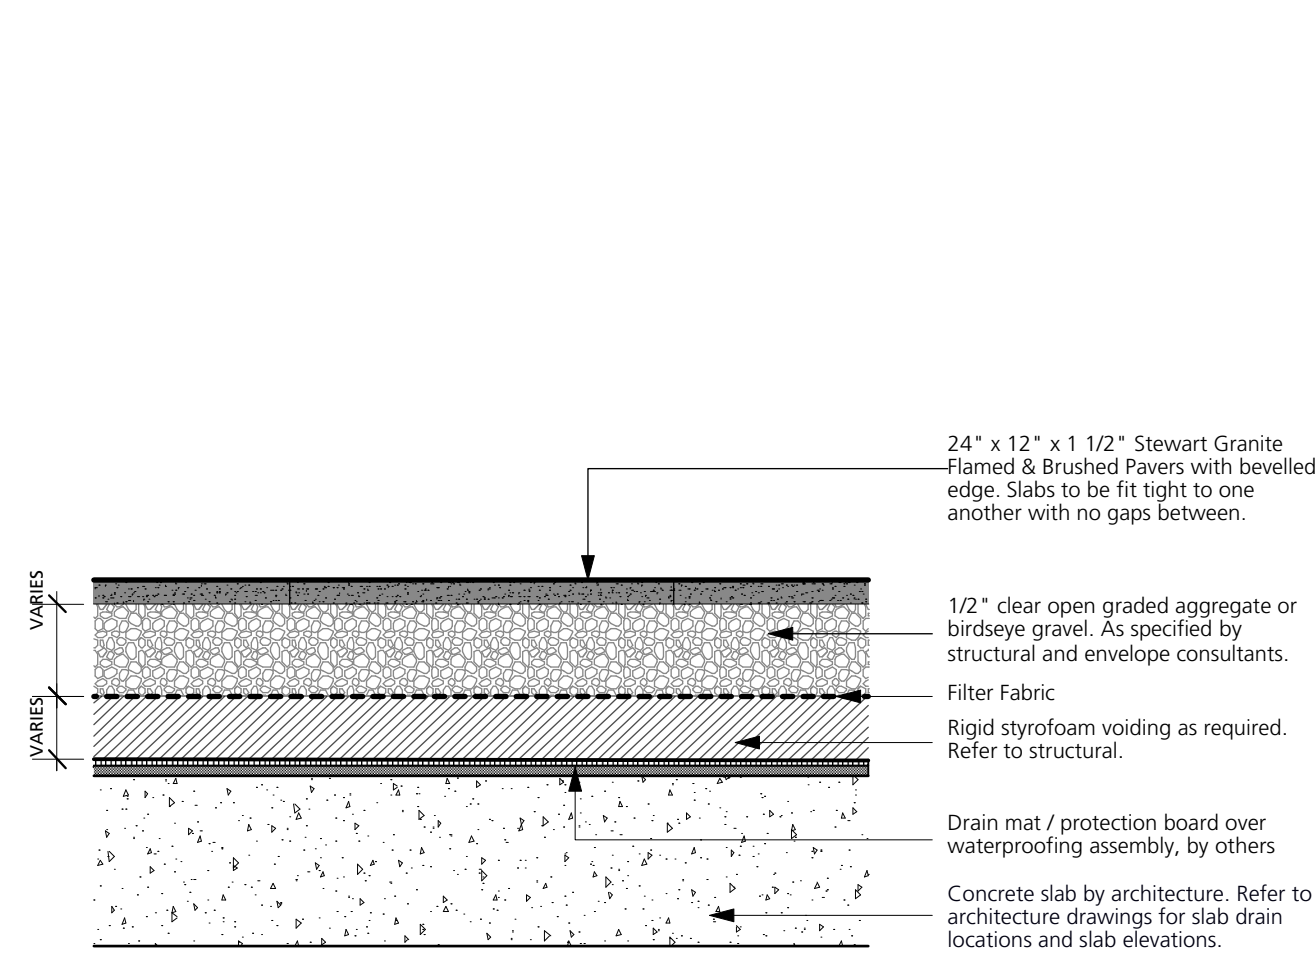 24" x 12" x 1 1/2" Stewart Granite
Flamed & Brushed Pavers with bevelled
edge. Slabs to be fit tight to one
another with no gaps between.
VARIES
1/2" clear open graded aggregate or
birdseye gravel. As specified by
structural and envelope consultants.
Filter Fabric
VARIES
Rigid styrofoam voiding as required.
Refer to structural.
Drain mat / protection board over
waterproofing assembly, by others
Concrete slab by architecture. Refer to
architecture drawings for slab drain
locations and slab elevations.